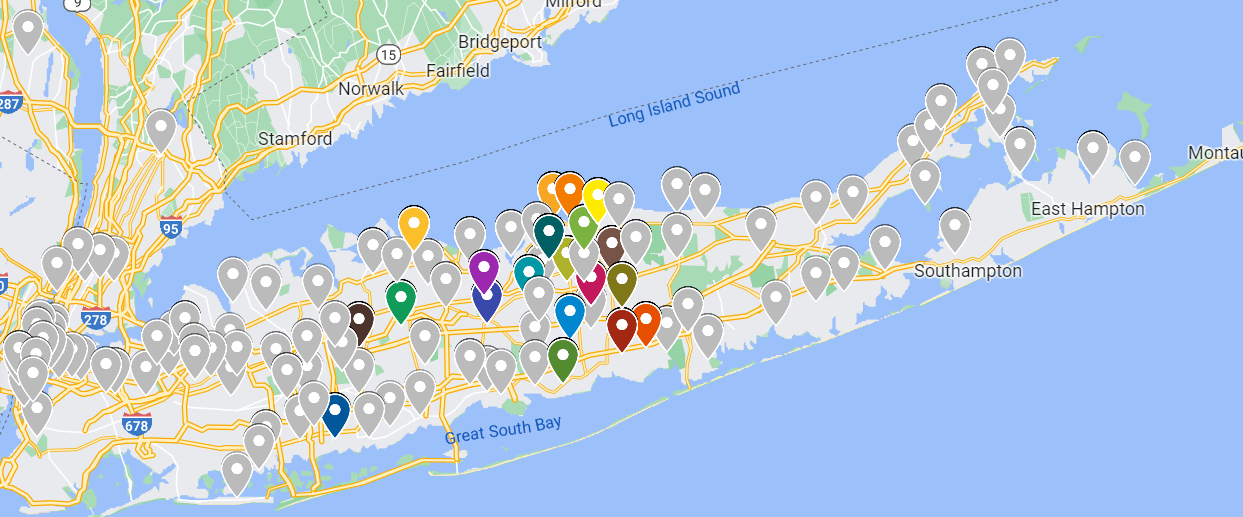 9
Milford
15
Bridgeport
Fairfield
287
Norwalk
Long Island Sound
Stamford
Montau
East Hampton
95
Southampton
278
678
Great South Bay